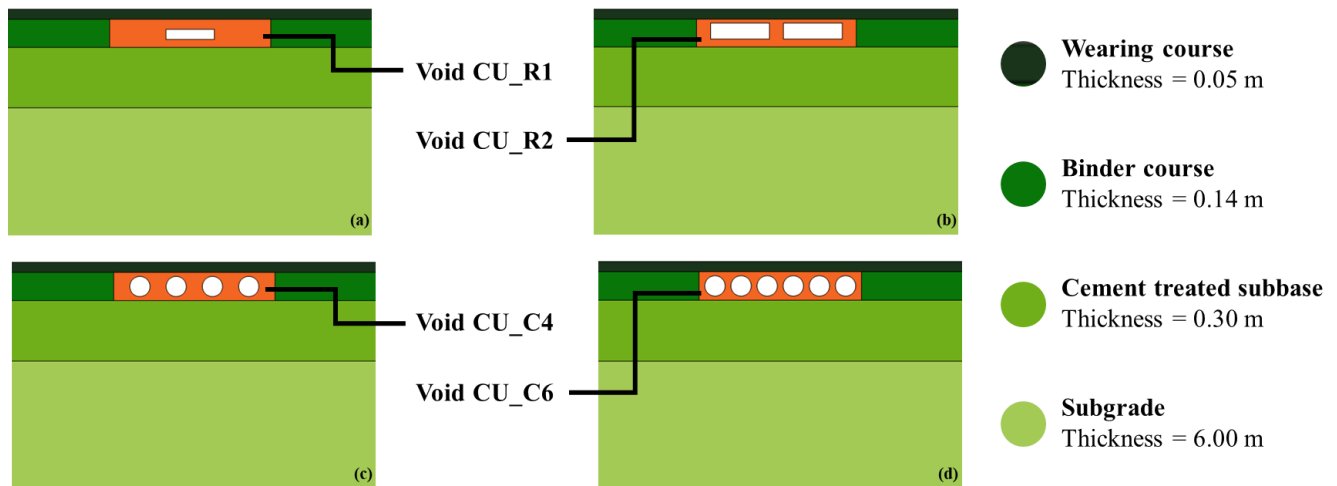 (a)
Void CU_R1
Void CU_R2
(b)
(c)
Void CU_C4
Void CU_C6
(d)
Wearing course
Thickness = 0.05 m
Binder course
Thickness = 0.14 m
Cement treated subbase
Thickness = 0.30 m
Subgrade
Thickness = 6.00 m